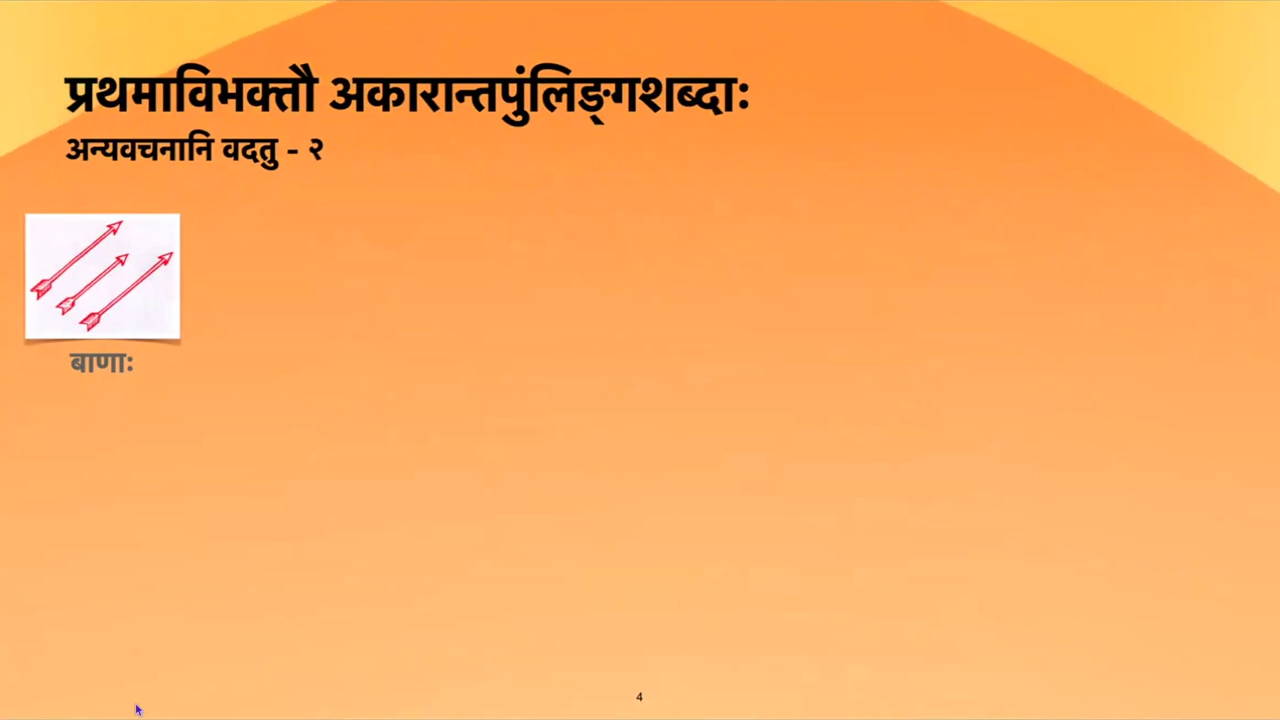 प्रथमाविभक्तौ अकारान्तपुंलिङ्गशब्दाः
अन्यवचनानि वदतु - २
बाणाः
4